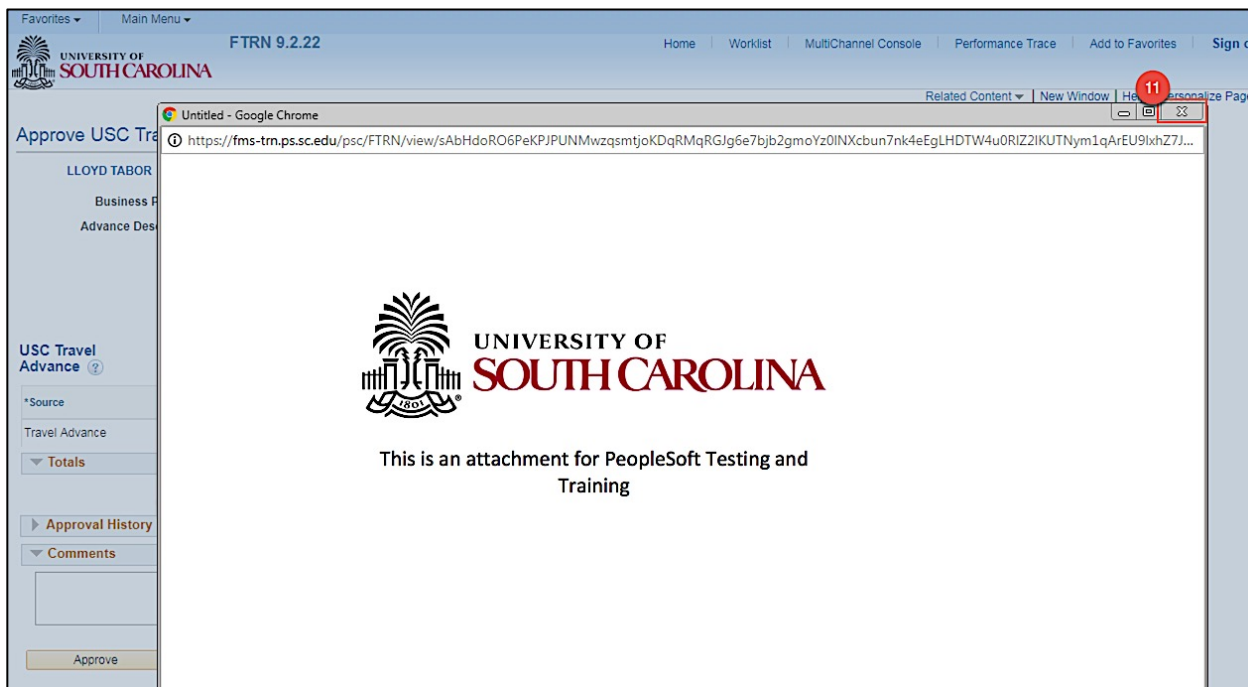 Favorites Main Menu
FTRN 9.2.22
Home Worklist MultiChannel Console Performance Trace Add to Favorites Sign
UNIVERSITY OF
SOUTH CAROLINA
11
Related Content New Window
Untitled - Google Chrome
Approve USC
https://fms-trn.ps.sc.edu/psc/FTRN/view/sAbHdoRO6PeKPJPUNMwzqsmtjoKDqRMqRGJg6e7bjb2gmoYz0INXcbun7nk4eEgLHDTW4u0RIZ2IKUTNym1qArEU9lxhZ7J...
LLOYD TABOR
Business
Advance
UNIVERSITY OF
SOUTH CAROLINA
1801
This is an attachment for PeopleSoft Testing and
Training
USC Travel
Advance ?
*Source
Travel Advance
Totals
Approval History
Comments
Approve